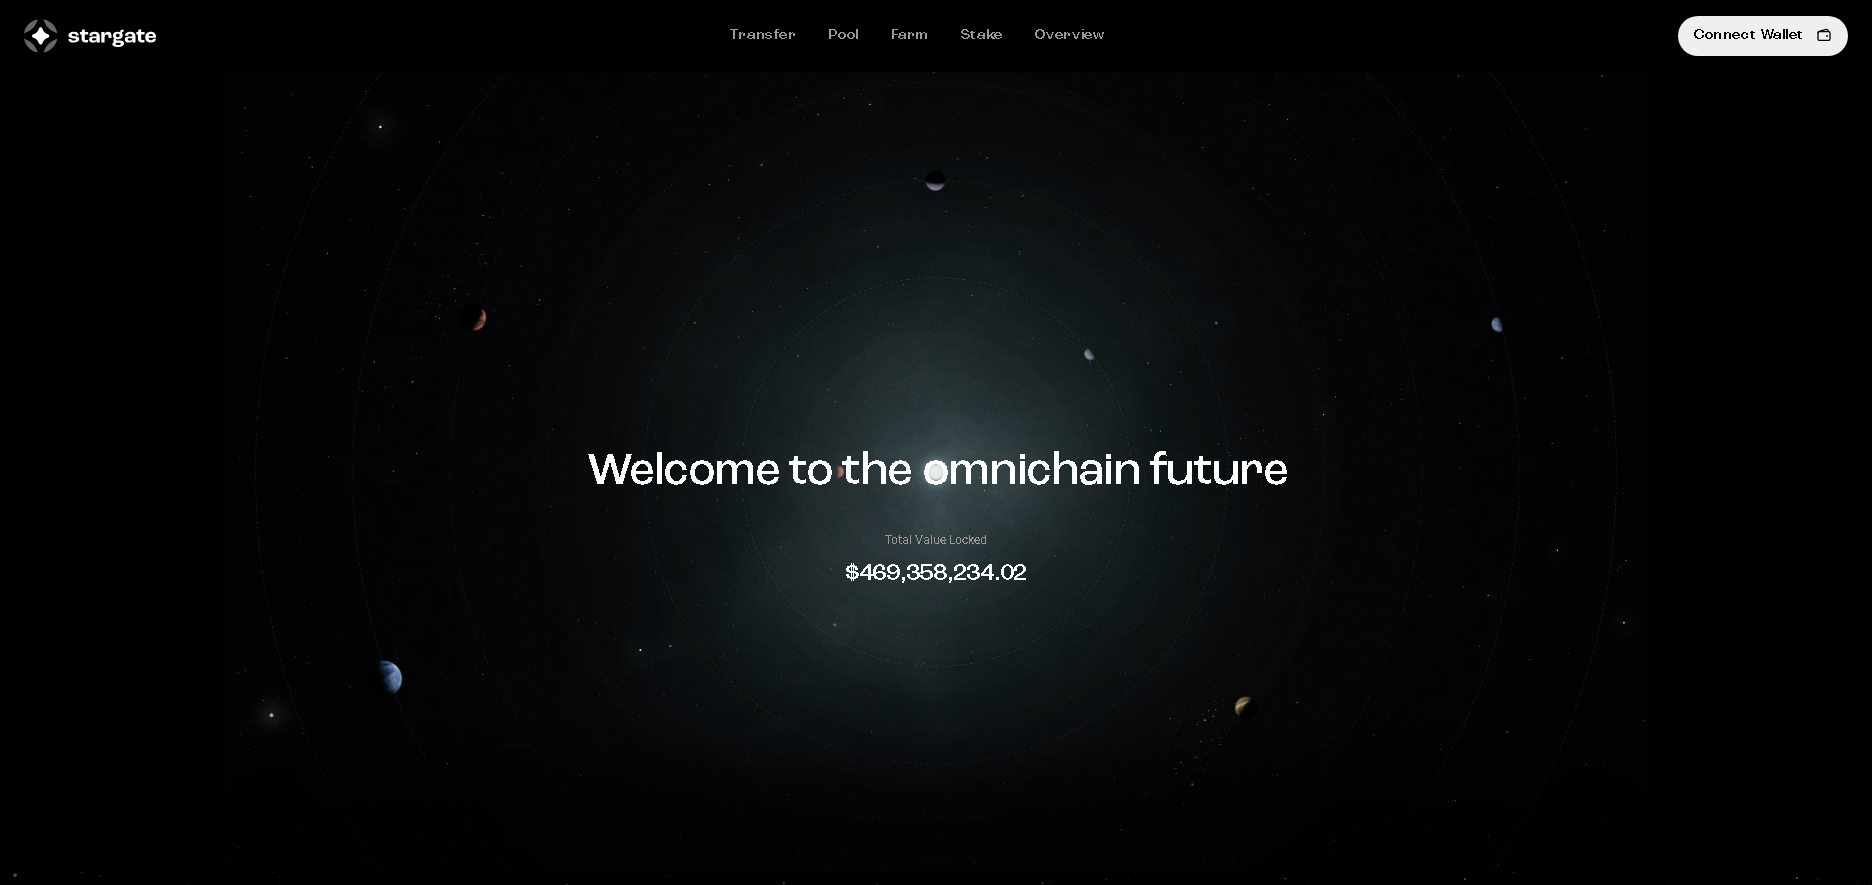 stargate
Transfer Pool Farm Stake Overview
Connect Wallet
Welcome to the omnichain future
Total Value Locked
$469,358,234.02